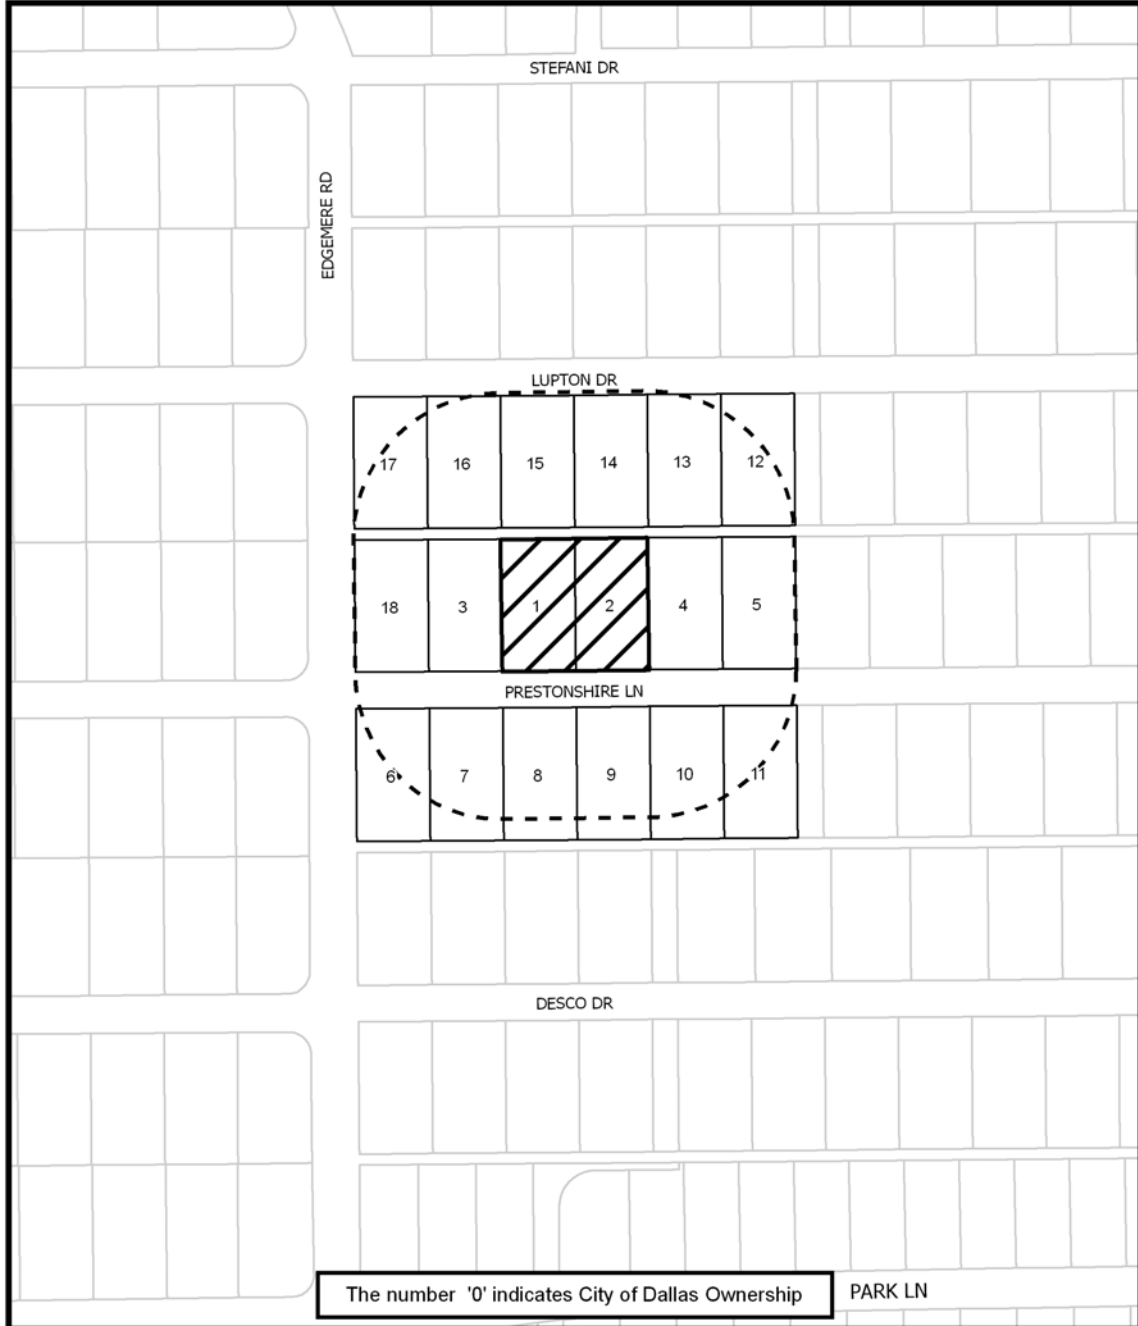 STEFANI DR
EDGEMERE RD
LUPTON DR
17 16 15 14 13 12
18 3 1 2 4 5
PRESTONSHIRE LN
6 7 8 9 10 11
DESCO DR
The number '0' indicates City of Dallas Ownership
PARK LN